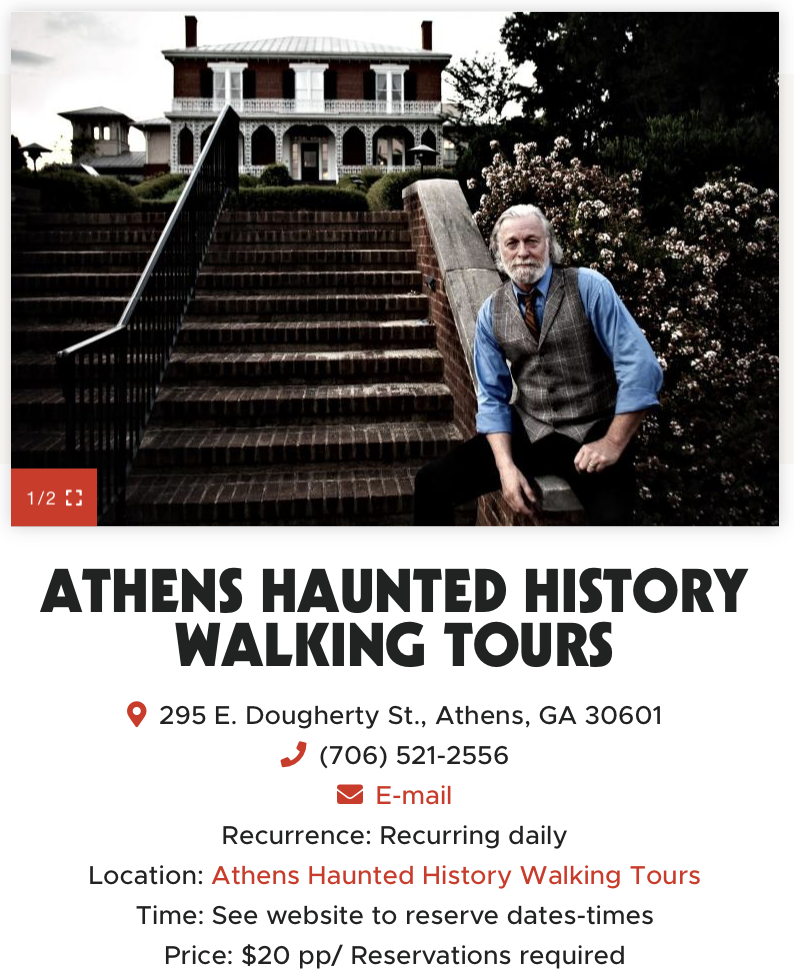 1/2
ATHENS HAUNTED HISTORY
WALKING TOURS
295 E. Dougherty St., Athens, GA 30601
(706) 521-2556
E-mail
Recurrence: Recurring daily
Location: Athens Haunted History Walking Tours
Time: See website to reserve dates-times
Price: $20 pp/ Reservations required